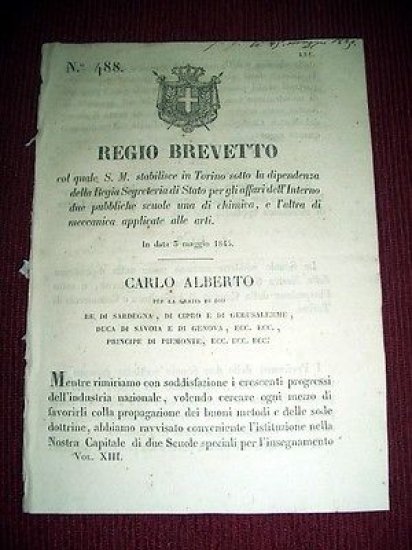 N.° 488.
REGIO BREVETTO
col quale S. M. stabilisce in Torino sotto la dipendenza
della Regia Segreteria di Stato per gli affari dell'Interno
due pubbliche scuole una di chimica, e l'altra di
meccanica applicate alle arti.
In data 3 maggio 1845.
CARLO ALBERTO
PER LA GRAZIA DI DIO
RE DI SARDEGNA, DI CIPRO E DI GERUSALEMME,
DUCA DI SAVOIA E DI GENOVA, ECC. ECC.,
PRINCIPE DI PIEMONTE, ECC. ECC. ECC.
Mentre rimiriamo con soddisfazione i crescenti progressi
dell'industria nazionale, volendo cercare ogni mezzo di
favorirli colla propagazione dei buoni metodi e delle sode
dottrine, abbiamo ravvisato conveniente l'istituzione nella
Nostra Capitale di due Scuole speciali per l'insegnamento
VOL. XIII.